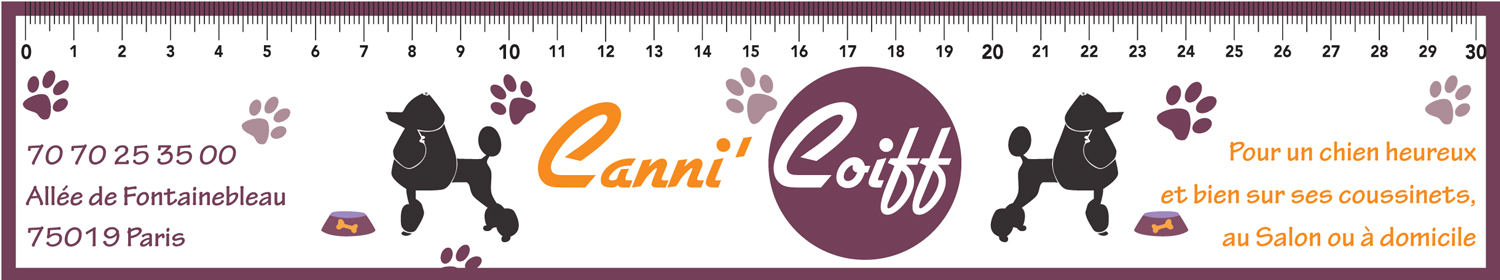 0 1 2 3 4 5 6 7 8 9 10 11 12 13 14 15 16 17 18 19 20 21 22 23 24 25 26 27 28 29 30
70 70 25 35 00
Allée de Fontainebleau
75019 Paris
Canni' Coiff
Pour un chien heureux
et bien sur ses coussinets,
au Salon ou à domicile